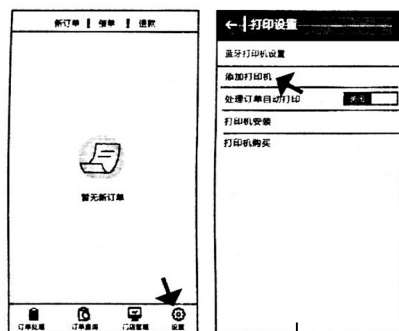 新订单 催单 退款
暂无新订单
订单处理 订单查询 门店管理 设置
打印设置
蓝牙打印机设置
添加打印机
处理订单自动打印 关闭
打印机安装
打印机购买